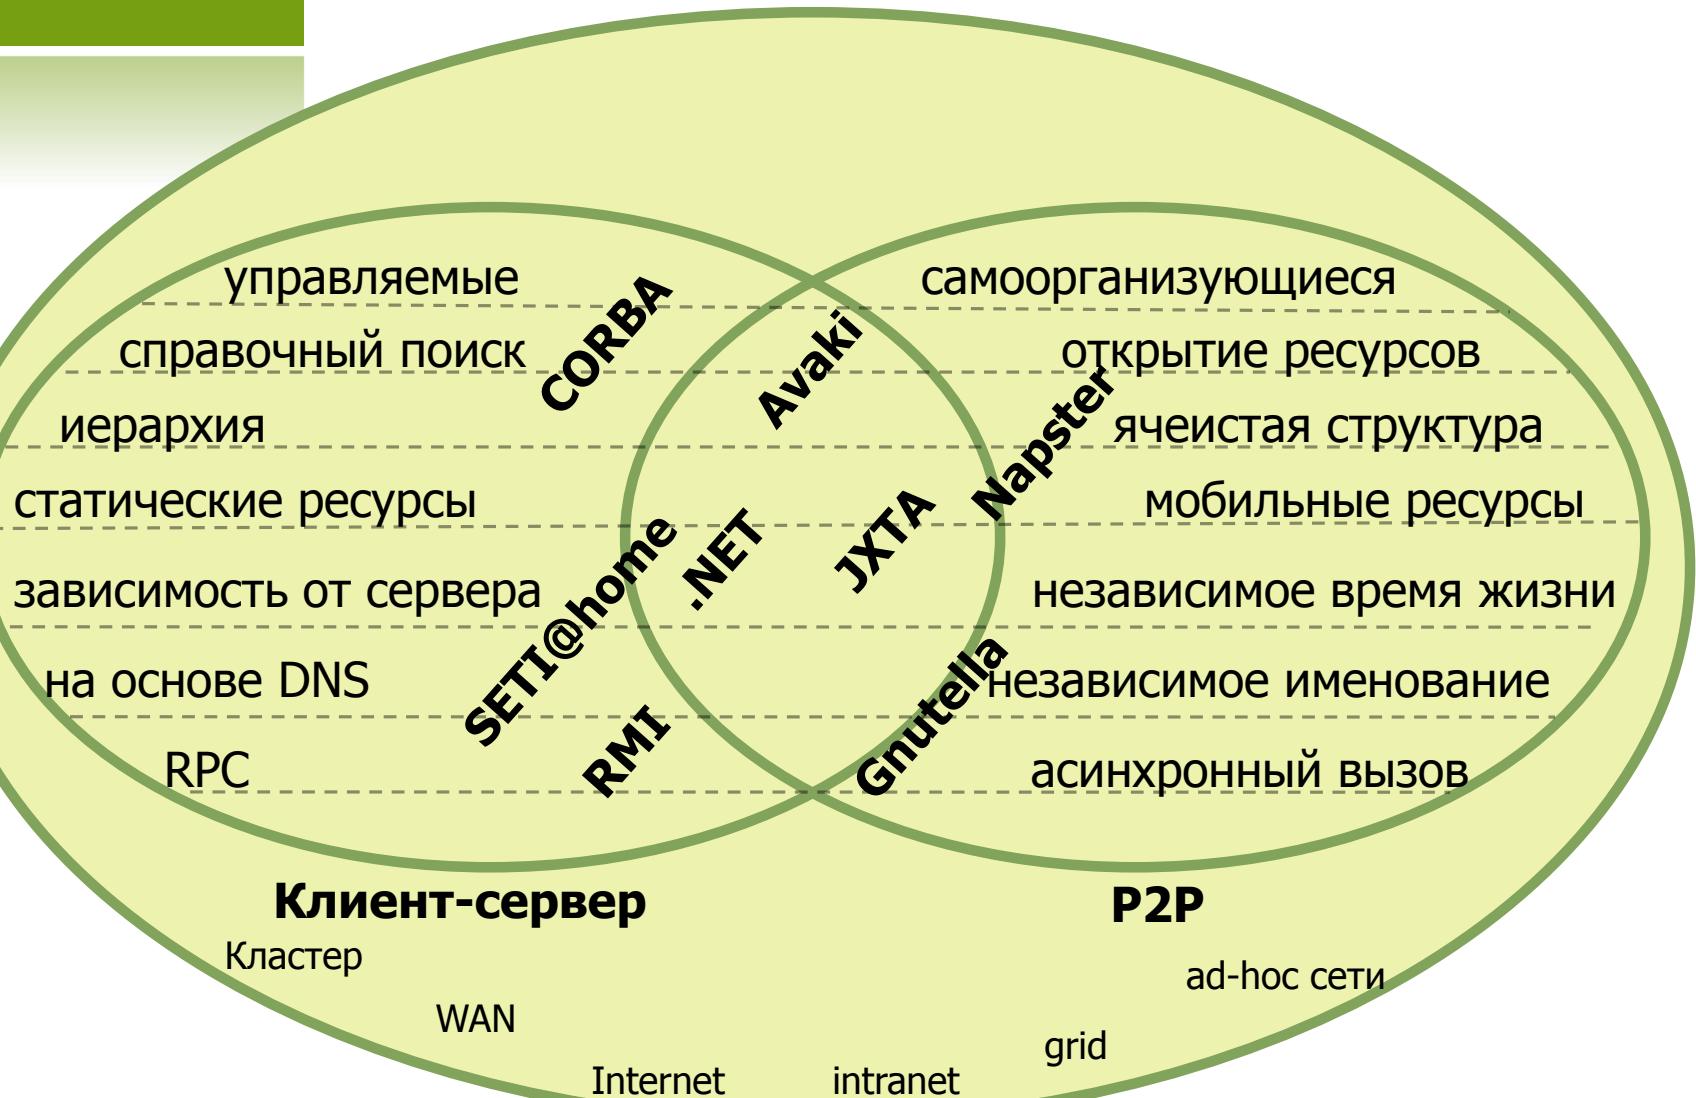 управляемые
самоорганизующиеся
CORBA
Avaki
справочный поиск
открытие ресурсов
Napster
иерархия
ячеистая структура
статические ресурсы
мобильные ресурсы
SETI@home
.NET
JXTA
зависимость от сервера
независимое время жизни
на основе DNS
независимое именование
RMI
Gnutella
RPC
асинхронный вызов
Клиент-сервер
P2P
Кластер
ad-hoc сети
WAN
grid
Internet
intranet